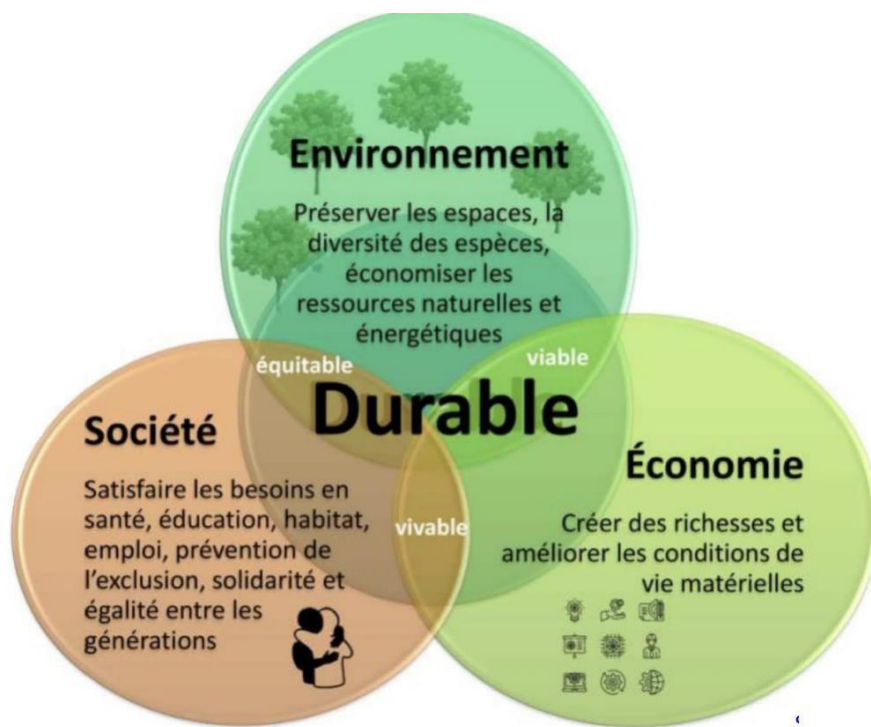 Environnement
Préserver les espaces, la
diversité des espèces,
économiser les
ressources naturelles et
énergétiques
équitable
viable
Durable
Société
Satisfaire les besoins en
santé, éducation, habitat,
emploi, prévention de
l'exclusion, solidarité et
égalité entre les
générations
vivable
Économie
Créer des richesses et
améliorer les conditions de
vie matérielles